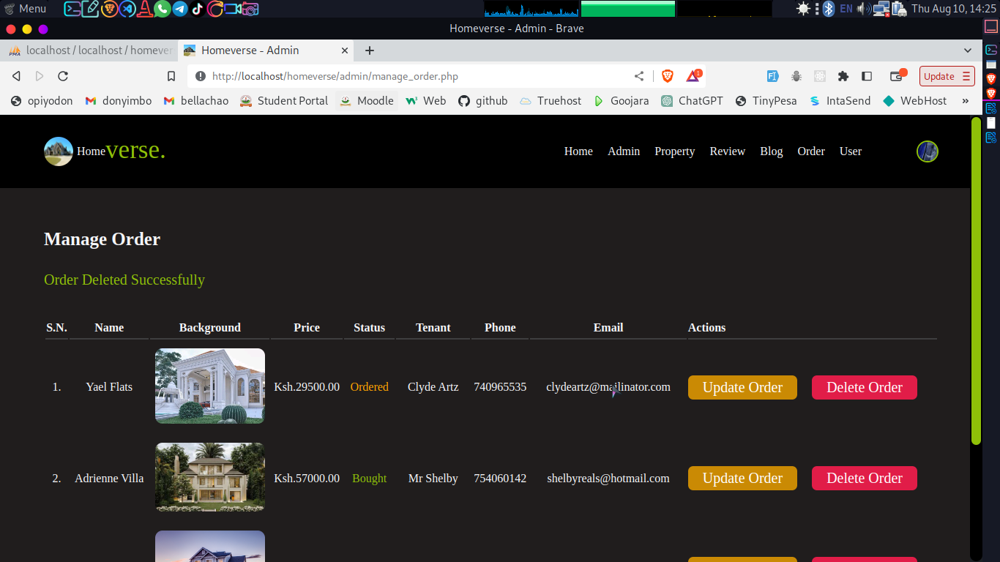 Menu
EN
Thu Aug 10, 14:25
Homeverse - Admin - Brave
PMA localhost / localhost / homever
Homeverse - Admin
http://localhost/homeverse/admin/manage_order.php
1
Update
opiyodon donyimbo bellachao Student Portal Moodle Web github Truehost Goojara ChatGPT TinyPesa IntaSend WebHost »
Homeverse.
Home Admin Property Review Blog Order User
Manage Order
Order Deleted Successfully
S.N. Name Background Price Status Tenant Phone Email Actions
1. Yael Flats Ksh.29500.00 Ordered Clyde Artz 740965535 clydeartz@mailinator.com Update Order Delete Order
2. Adrienne Villa Ksh.57000.00 Bought Mr Shelby 754060142 shelbyreals@hotmail.com Update Order Delete Order